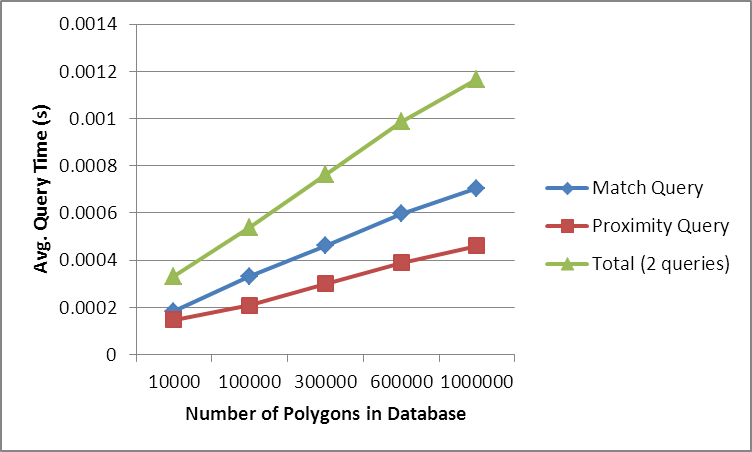 0.0014
0.0012
0.001
0.0008
0.0006
0.0004
0.0002
0
Avg. Query Time (s)
10000 100000 300000 600000 1000000
Number of Polygons in Database
Match Query
Proximity Query
Total (2 queries)